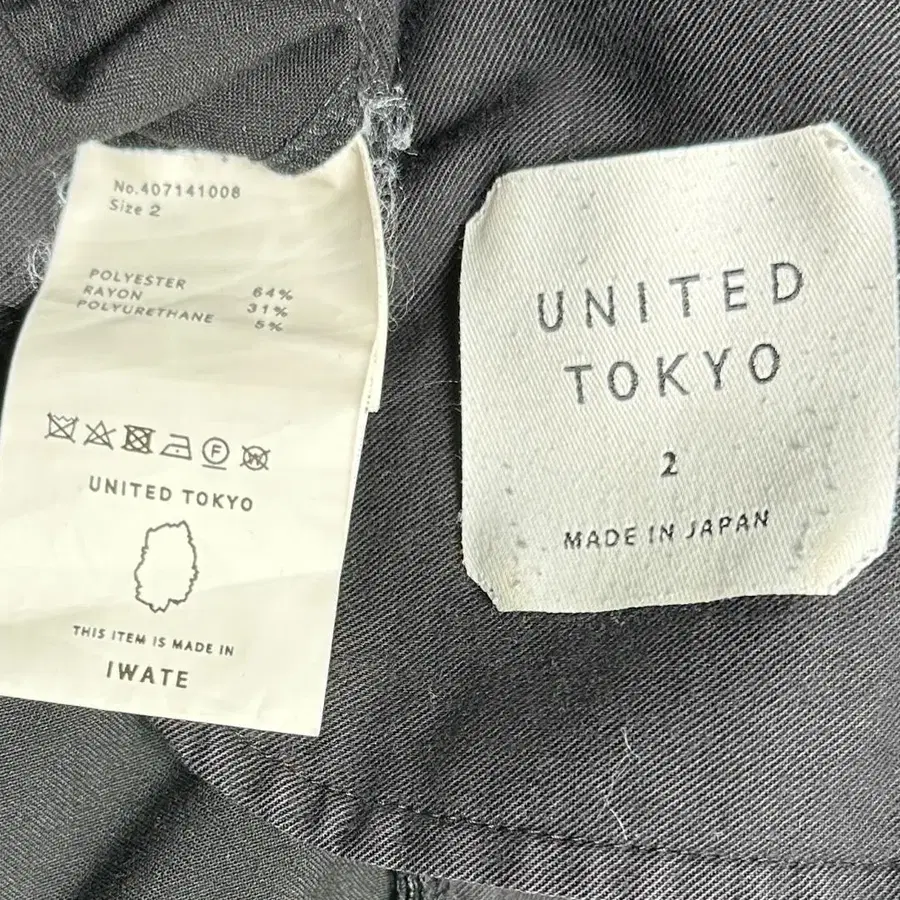 No.407141008
Size 2
POLYESTER 64%
RAYON 31%
POLYURETHANE 5%
F
W
UNITED TOKYO
THIS ITEM IS MADE IN
IWATE
UNITED
TOKYO
2
MADE IN JAPAN